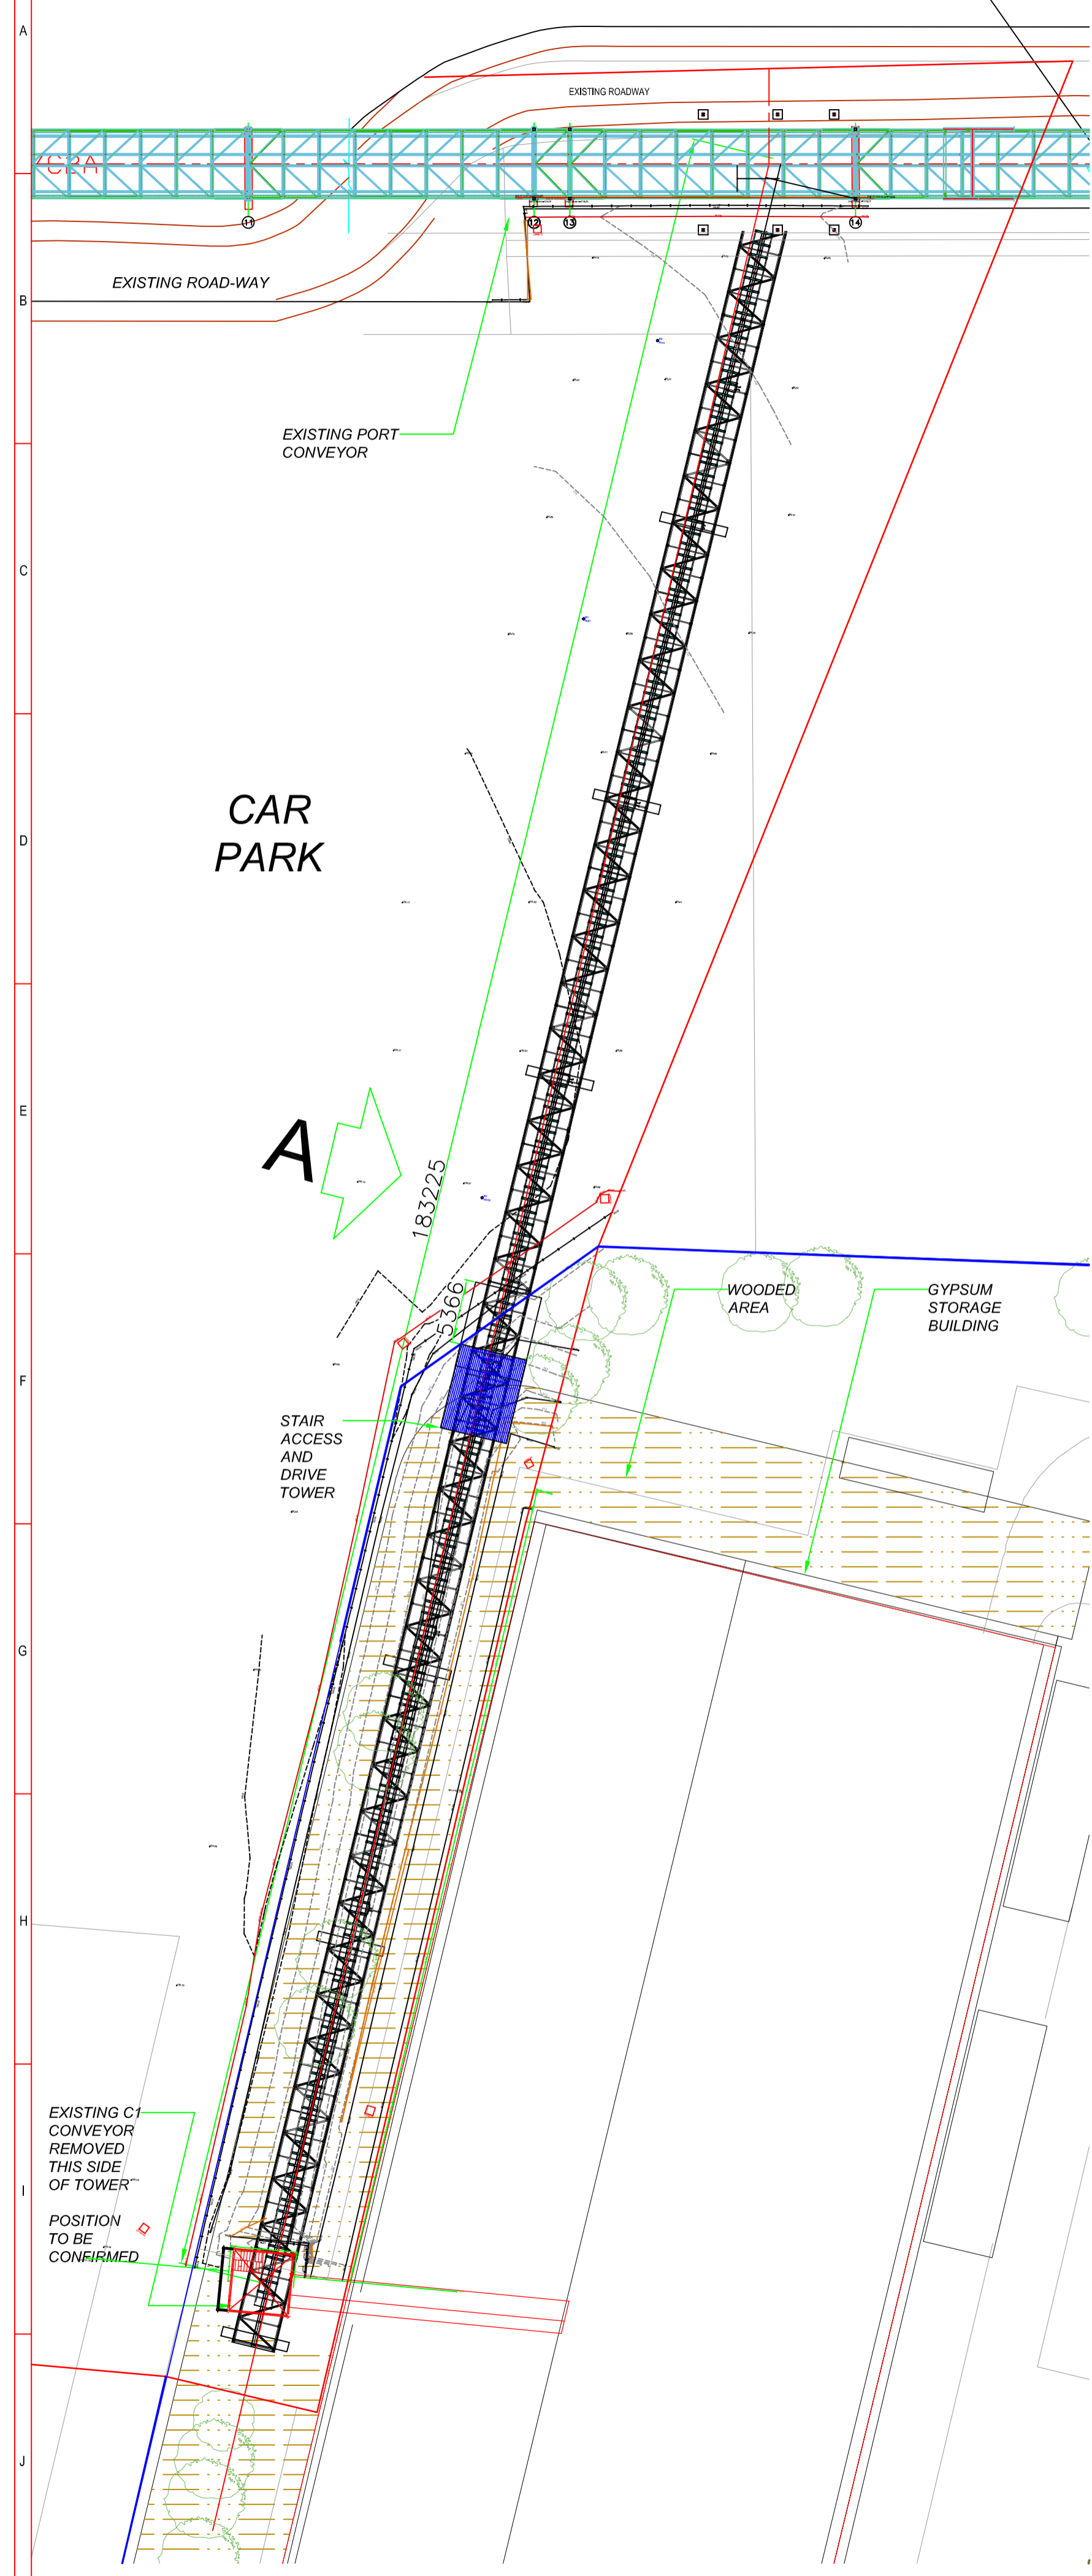 A
EXISTING ROADWAY
11
12
13
14
EXISTING ROAD-WAY
B
EXISTING PORT
CONVEYOR
C
CAR
PARK
D
E
A
183225
5366
WOODED
AREA
GYPSUM
STORAGE
BUILDING
F
STAIR
ACCESS
AND
DRIVE
TOWER
G
H
EXISTING C1
CONVEYOR
REMOVED
THIS SIDE
OF TOWER
I
POSITION
TO BE
CONFIRMED
J